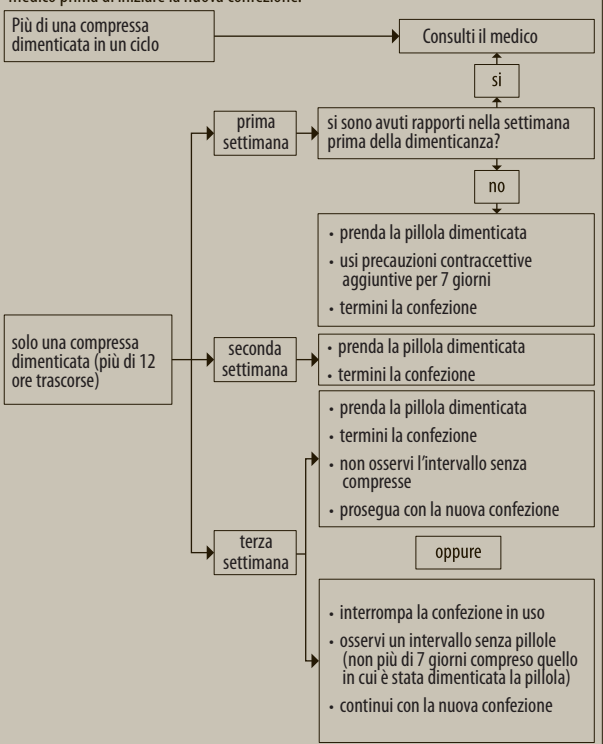 medico prima di iniziare la nuova confezione.
Più di una compressa
dimenticata in un ciclo
Consulti il medico
si
prima
settimana
si sono avuti rapporti nella settimana
prima della dimenticanza?
no
• prenda la pillola dimenticata
• usi precauzioni contraccettive
aggiuntive per 7 giorni
• termini la confezione
solo una compressa
dimenticata (più di 12
ore trascorse)
seconda
settimana
• prenda la pillola dimenticata
• termini la confezione
• prenda la pillola dimenticata
• termini la confezione
• non osservi l'intervallo senza
compresse
• prosegua con la nuova confezione
terza
settimana
oppure
• interrompa la confezione in uso
• osservi un intervallo senza pillole
(non più di 7 giorni compreso quello
in cui è stata dimenticata la pillola)
• continui con la nuova confezione